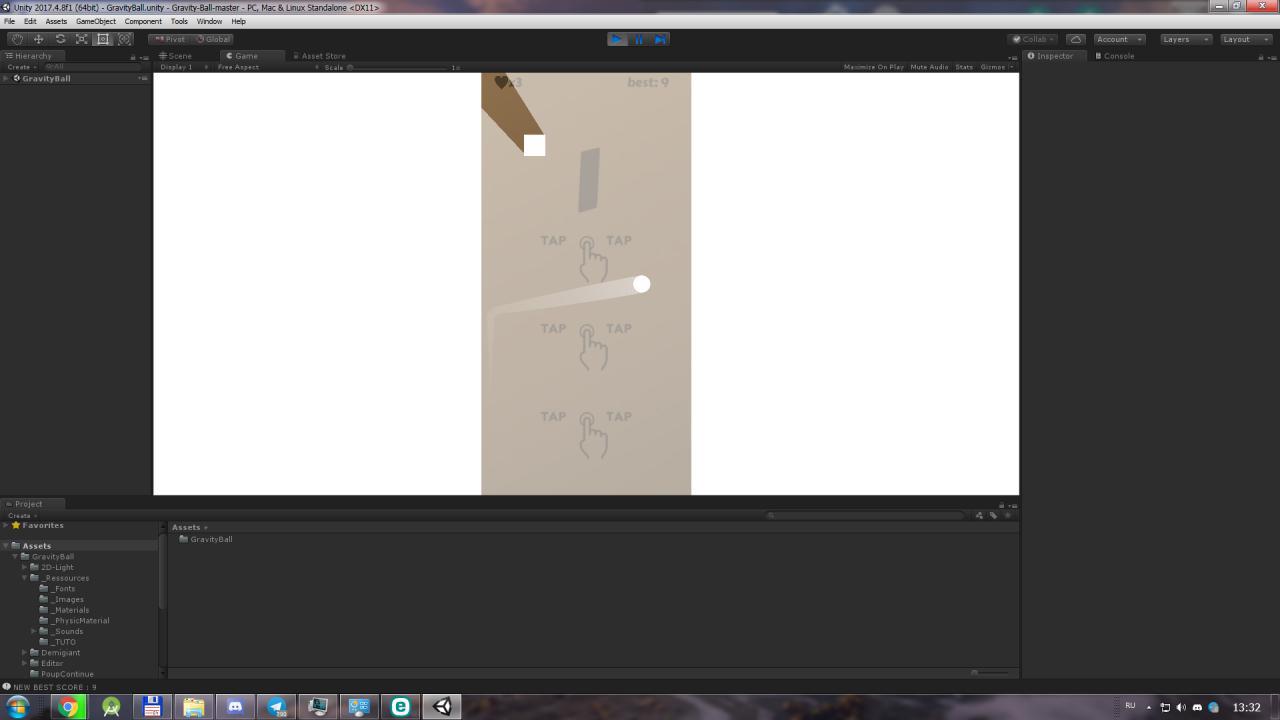 Unity 2017.4.8f1 (64bit) - GravityBall.unity - Gravity-Ball-master - PC, Mac & Linux Standalone <DX11>
File Edit Assets GameObject Component Tools Window Help
Pivot Global Collab Account Layers Layout
Hierarchy Scene Game Asset Store Inspector Console
Create All Display 1 Free Aspect Scale 1x Maximize On Play Mute Audio Stats Gizmos
GravityBall
x3 best: 9
TAP TAP
TAP TAP
TAP TAP
Project
Create
Favorites
Assets
Assets
GravityBall
GravityBall
2D-Light
_Ressources
_Fonts
_Images
_Materials
_PhysicMaterial
_Sounds
_TUTO
Demigiant
Editor
PoupContinue
NEW BEST SCORE : 9
RU 13:32